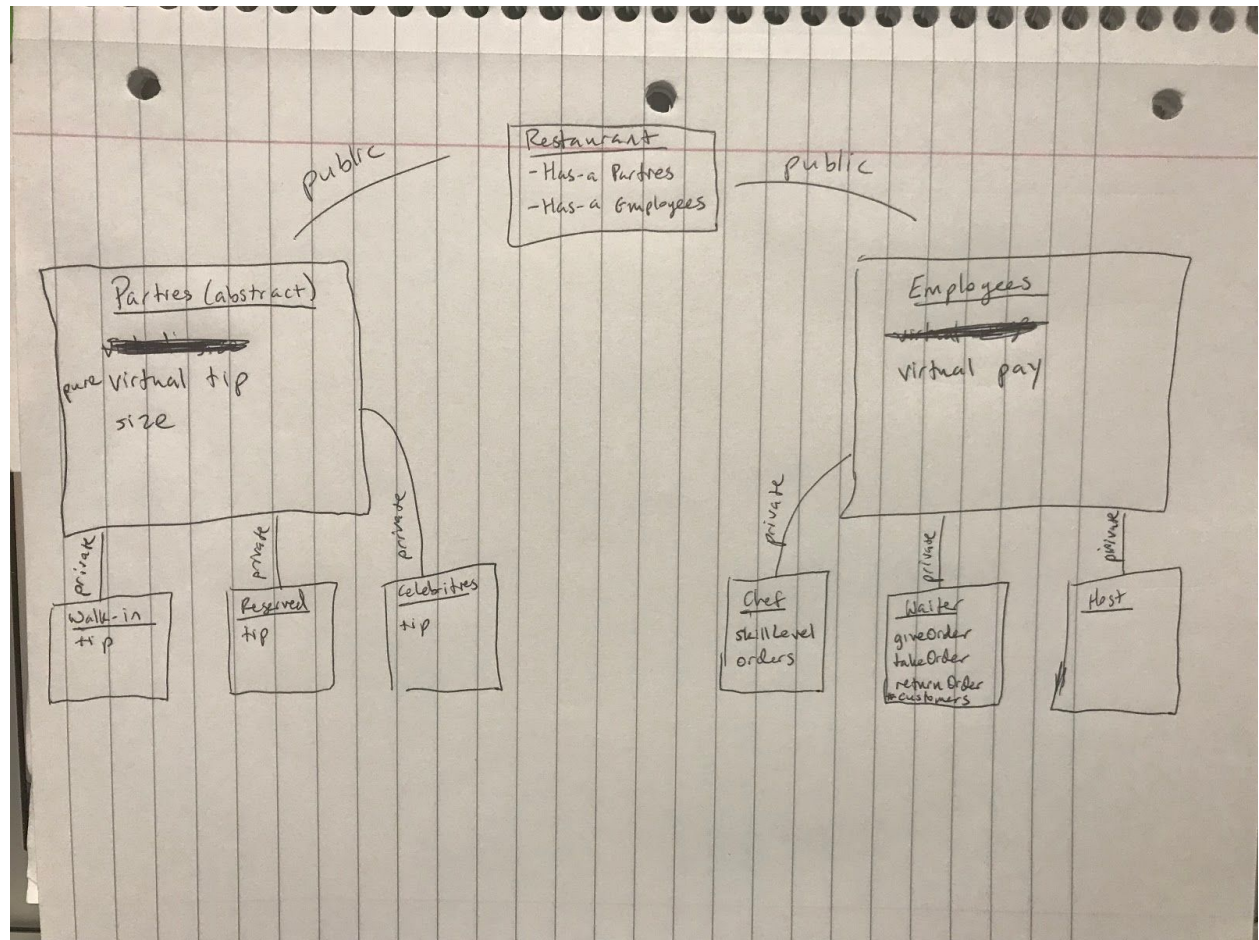 Restaurant
- Has-a Parties
- Has-a Employees
public
public
Parties (abstract)
pure virtual tip
size
Employees
virtual pay
private
private
private
private
private
private
Walk-in
tip
Reserved
tip
Celebrities
tip
Chef
skillLevel
orders
Waiter
giveOrder
takeOrder
returnOrder
#customers
Host